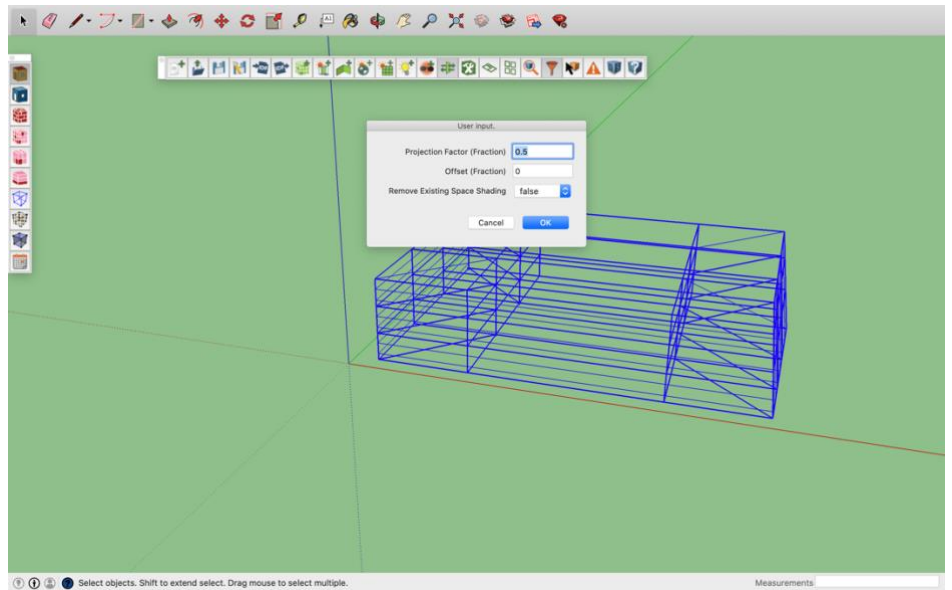 A1
User input.
Projection Factor (Fraction) 0.5
Offset (Fraction) 0
Remove Existing Space Shading false
Cancel OK
Select objects. Shift to extend select. Drag mouse to select multiple. Measurements